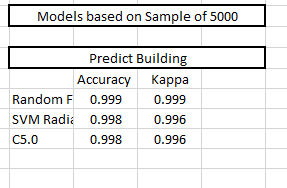 Models based on Sample of 5000
Predict Building
Accuracy Kappa
Random F 0.999 0.999
SVM Radia 0.998 0.996
C5.0 0.998 0.996